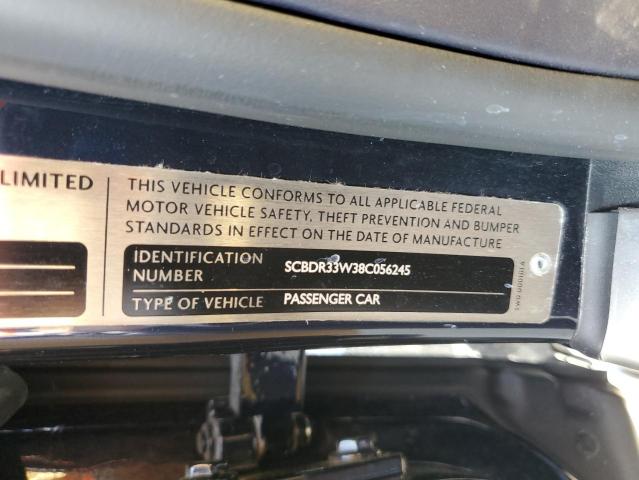 LIMITED
THIS VEHICLE CONFORMS TO ALL APPLICABLE FEDERAL
MOTOR VEHICLE SAFETY, THEFT PREVENTION AND BUMPER
STANDARDS IN EFFECT ON THE DATE OF MANUFACTURE
IDENTIFICATION
NUMBER
SCBDR33W38C056245
TYPE OF VEHICLE
PASSENGER CAR